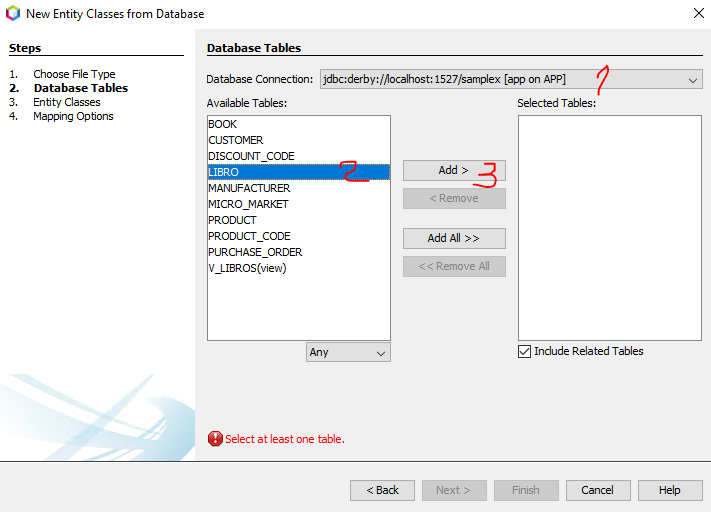 New Entity Classes from Database
Steps
1. Choose File Type
2. Database Tables
3. Entity Classes
4. Mapping Options
Database Tables
Database Connection: jdbc:derby://localhost:1527/samplex [app on APP] 1
Available Tables:
BOOK
CUSTOMER
DISCOUNT_CODE
LIBRO 2
MANUFACTURER
MICRO_MARKET
PRODUCT
PRODUCT_CODE
PURCHASE_ORDER
V_LIBROS(view)
Any
Add > 3
< Remove
Add All >>
<< Remove All
Selected Tables:
Include Related Tables
Select at least one table.
< Back Next > Finish Cancel Help